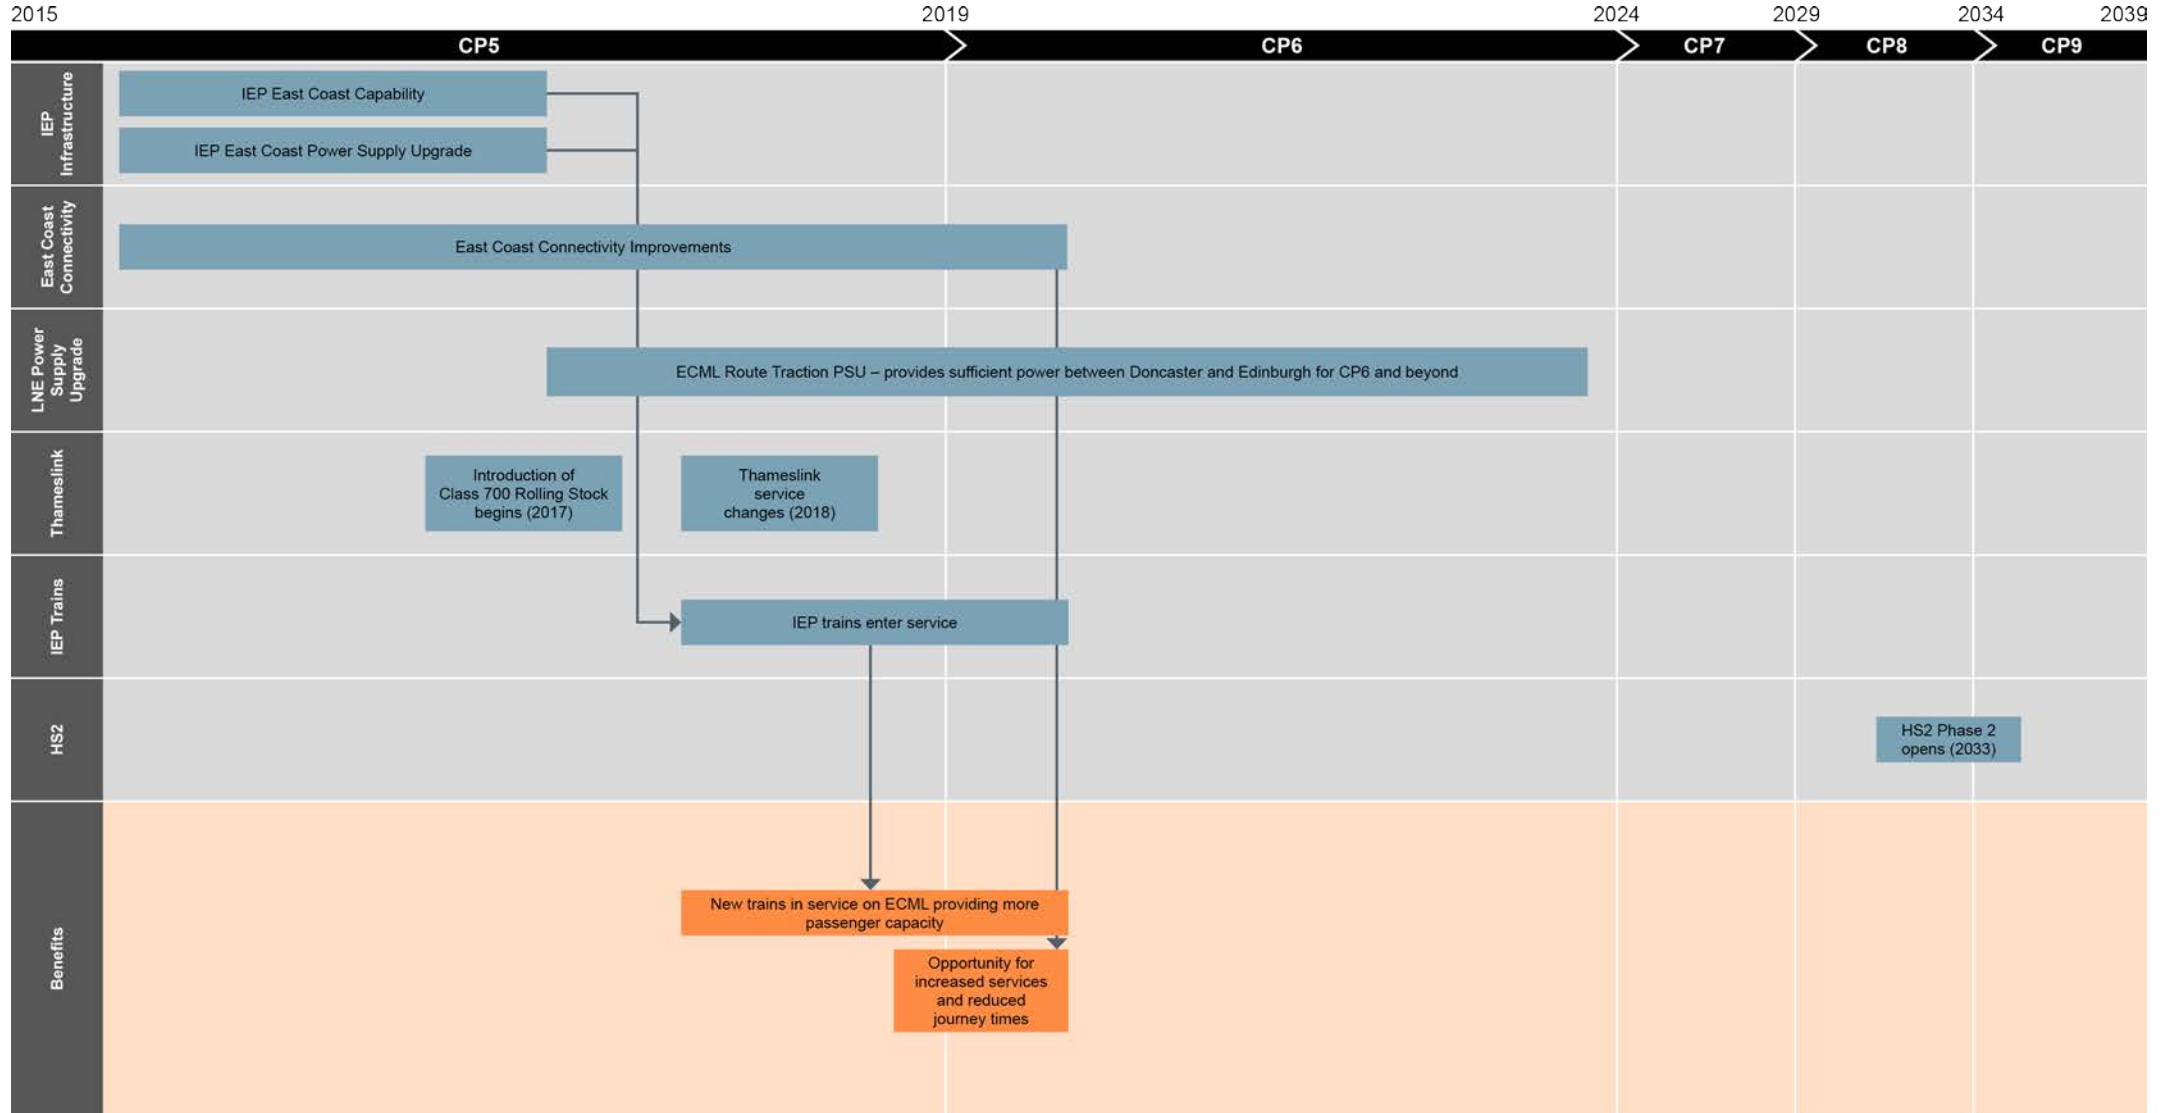 2015
2019
2024
2029
2034
2039
CP5
CP6
CP7
CP8
CP9
IEP
Infrastructure
IEP East Coast Capability
IEP East Coast Power Supply Upgrade
East Coast
Connectivity
East Coast Connectivity Improvements
LNE Power
Supply
Upgrade
ECML Route Traction PSU – provides sufficient power between Doncaster and Edinburgh for CP6 and beyond
Thameslink
Introduction of
Class 700 Rolling Stock
begins (2017)
Thameslink
service
changes (2018)
IEP Trains
IEP trains enter service
HS2
HS2 Phase 2
opens (2033)
Benefits
New trains in service on ECML providing more
passenger capacity
Opportunity for
increased services
and reduced
journey times